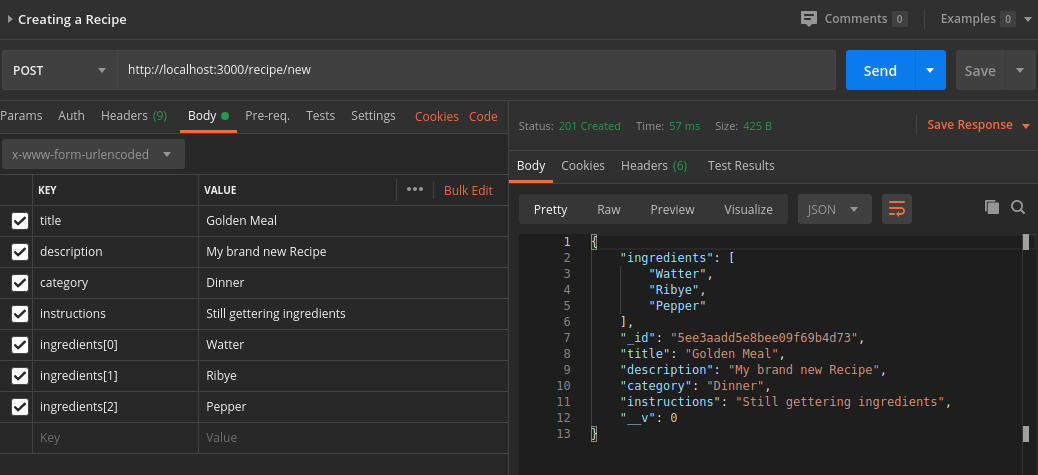 Creating a Recipe
Comments 0 Examples 0
POST http://localhost:3000/recipe/new Send Save
Params Auth Headers (9) Body Pre-req. Tests Settings Cookies Code
x-www-form-urlencoded
KEY VALUE ••• Bulk Edit
title Golden Meal
description My brand new Recipe
category Dinner
instructions Still gettering ingredients
ingredients[0] Watter
ingredients[1] Ribye
ingredients[2] Pepper
Key Value
Status: 201 Created Time: 57 ms Size: 425 B Save Response
Body Cookies Headers (6) Test Results
Pretty Raw Preview Visualize JSON
1 {
2 "ingredients": [
3 "Watter",
4 "Ribye",
5 "Pepper"
6 ],
7 "_id": "5ee3aadd5e8bee09f69b4d73",
8 "title": "Golden Meal",
9 "description": "My brand new Recipe",
10 "category": "Dinner",
11 "instructions": "Still gettering ingredients",
12 "__v": 0
13 }